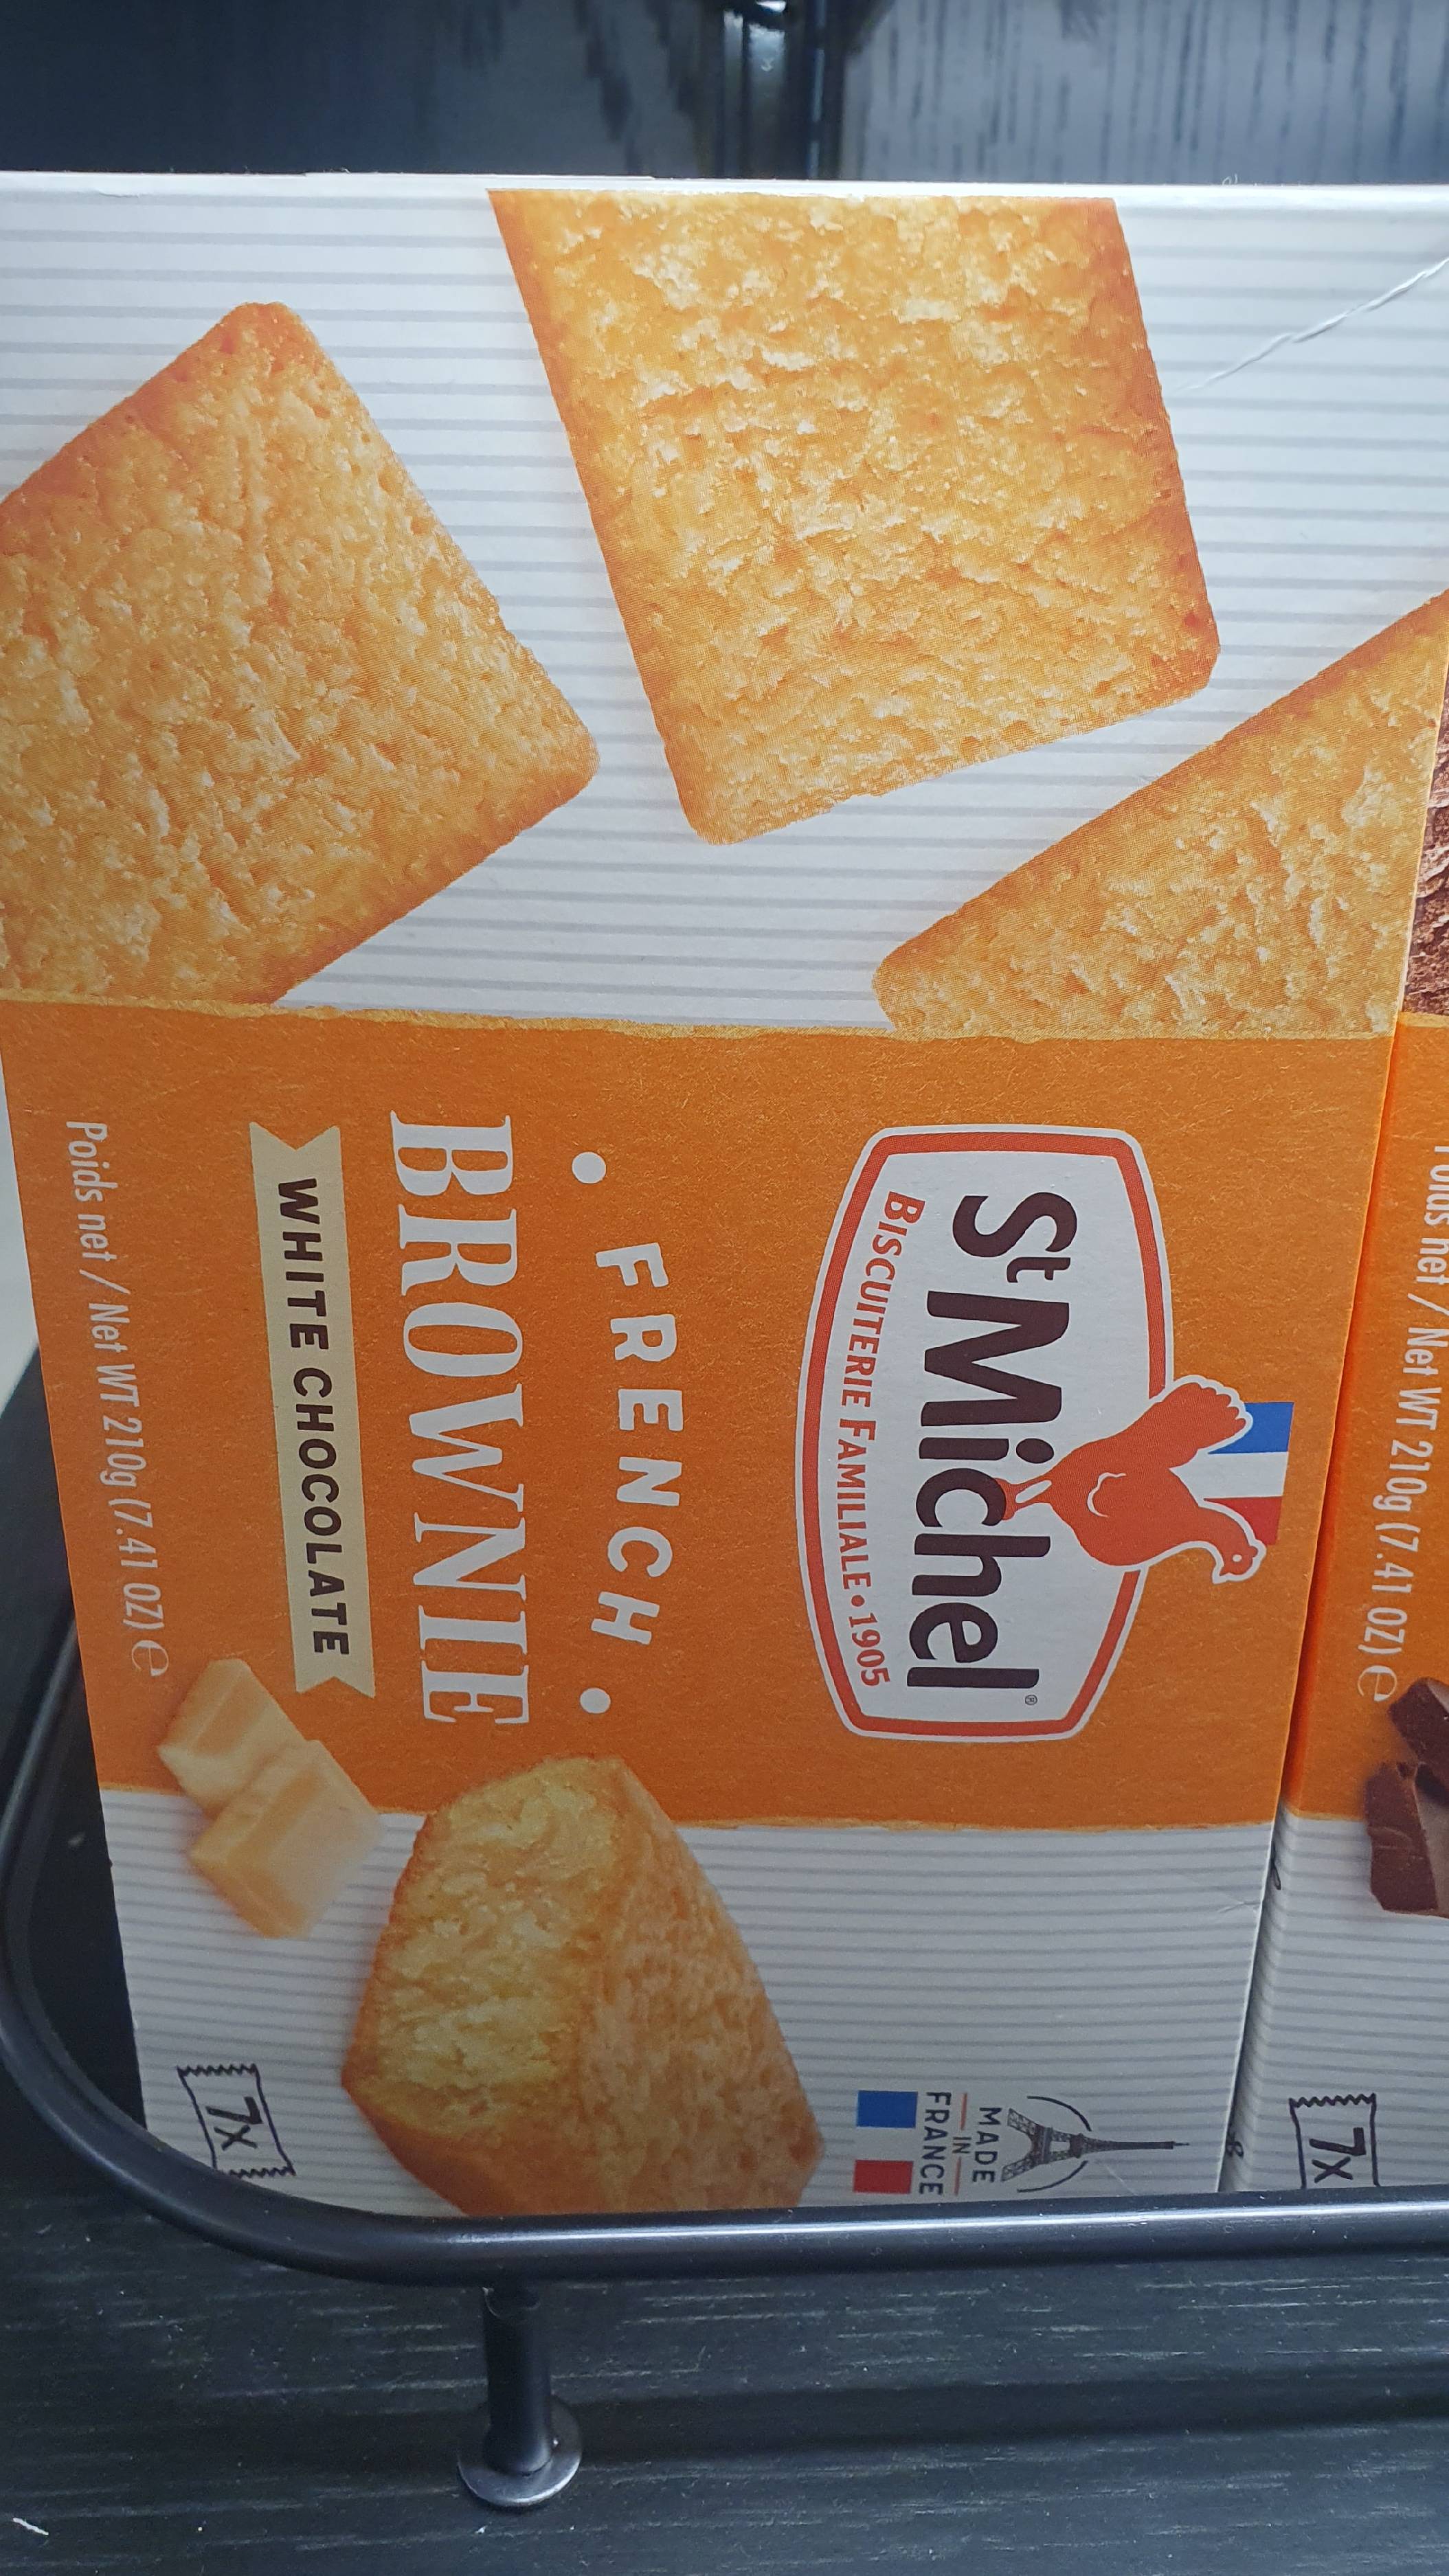 St Michel®
BISCUITERIE FAMILIALE • 1905
• FRENCH •
BROWNIE
WHITE CHOCOLATE
Poids net / Net WT 210g (7.41 OZ) e
MADE
IN
FRANCE
7x
Poids net / Net WT 210g (7.41 OZ) e
7x